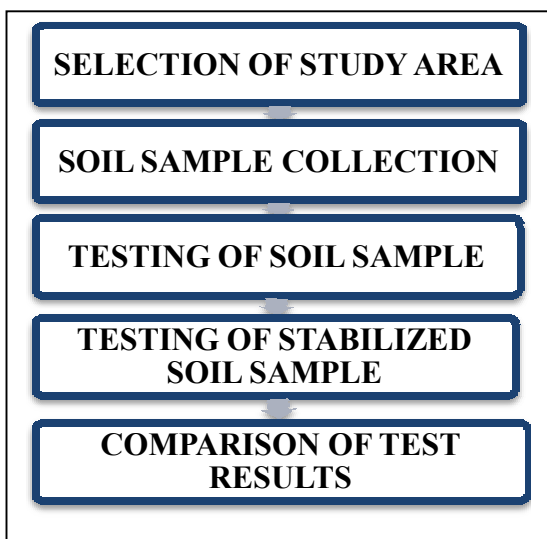 SELECTION OF STUDY AREA
SOIL SAMPLE COLLECTION
TESTING OF SOIL SAMPLE
TESTING OF STABILIZED
SOIL SAMPLE
COMPARISON OF TEST
RESULTS